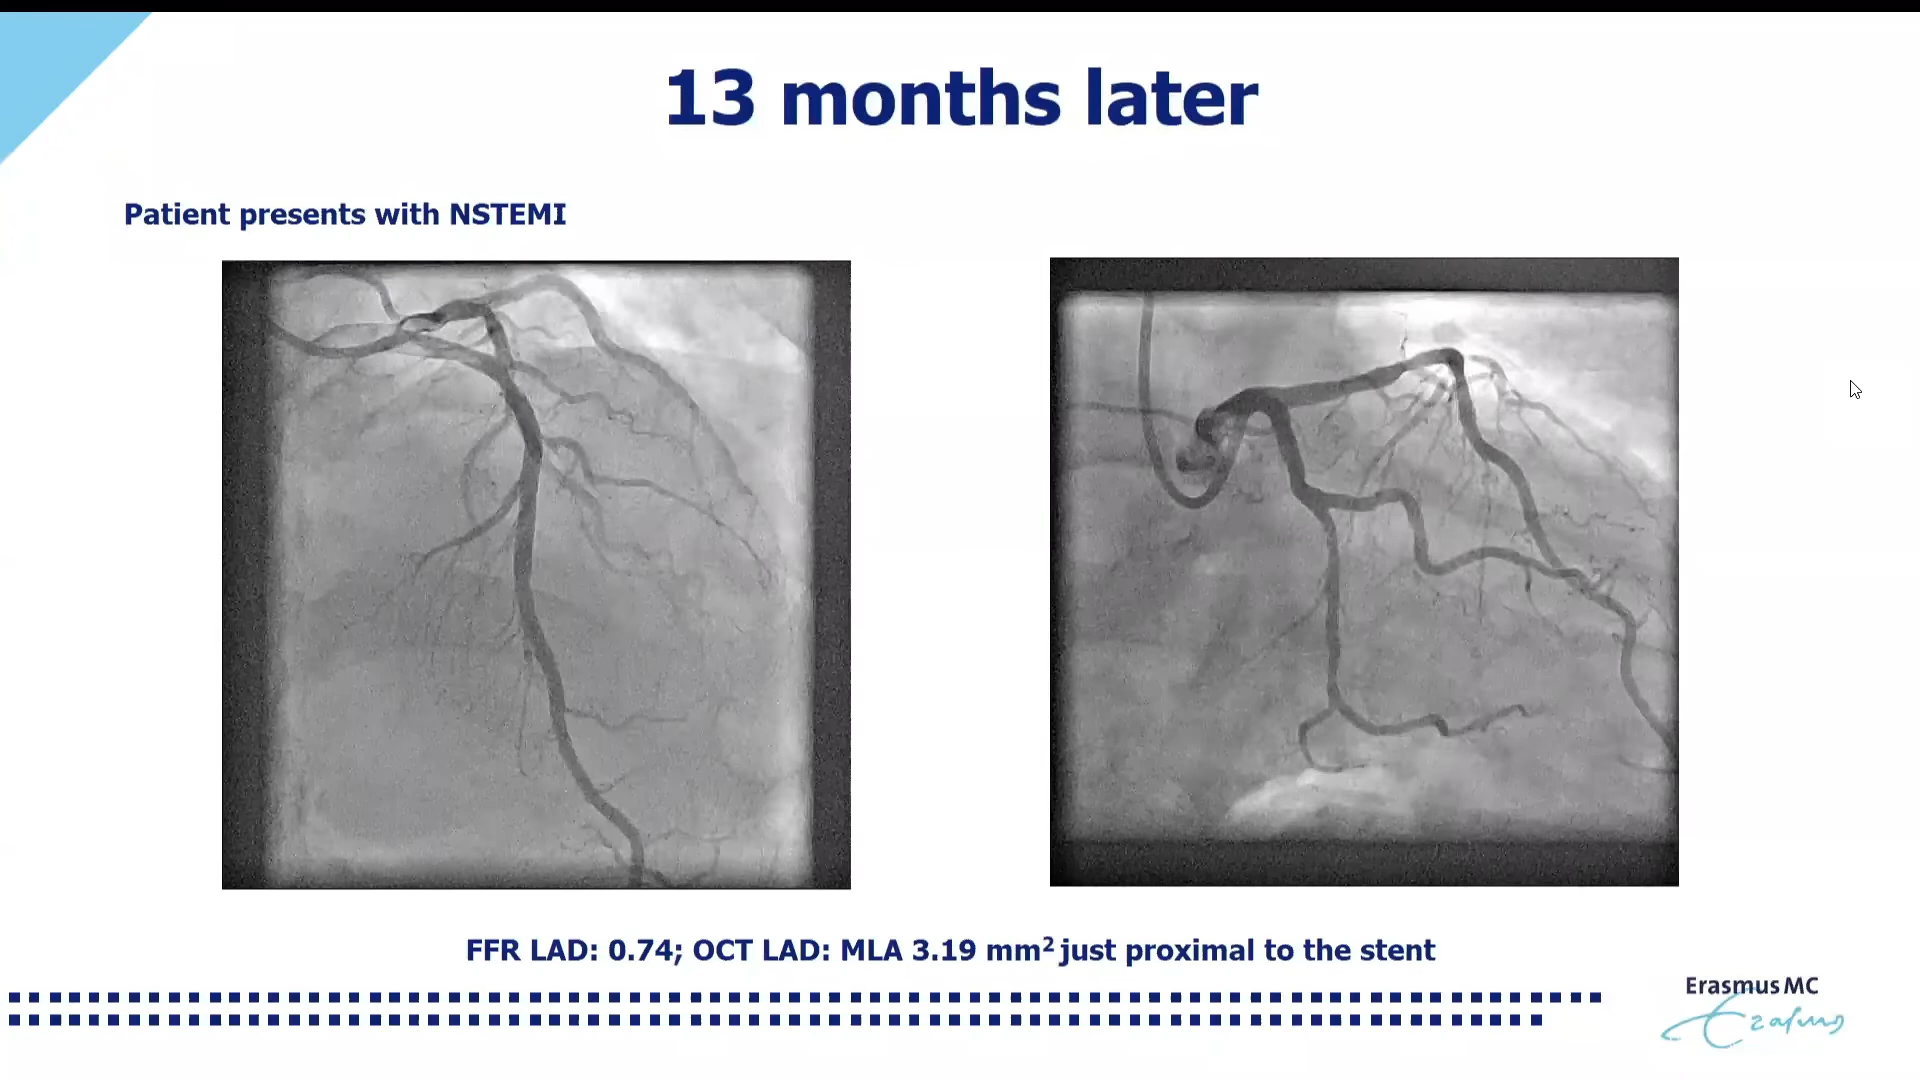 13 months later
Patient presents with NSTEMI
FFR LAD: 0.74; OCT LAD: MLA 3.19 mm² just proximal to the stent
Erasmus MC
Erasmus